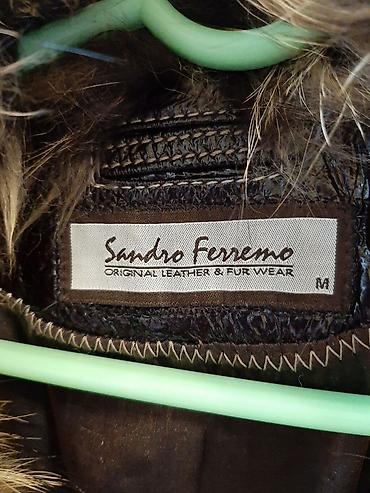 Sandro Ferremo
ORIGINAL LEATHER & FUR WEAR
M